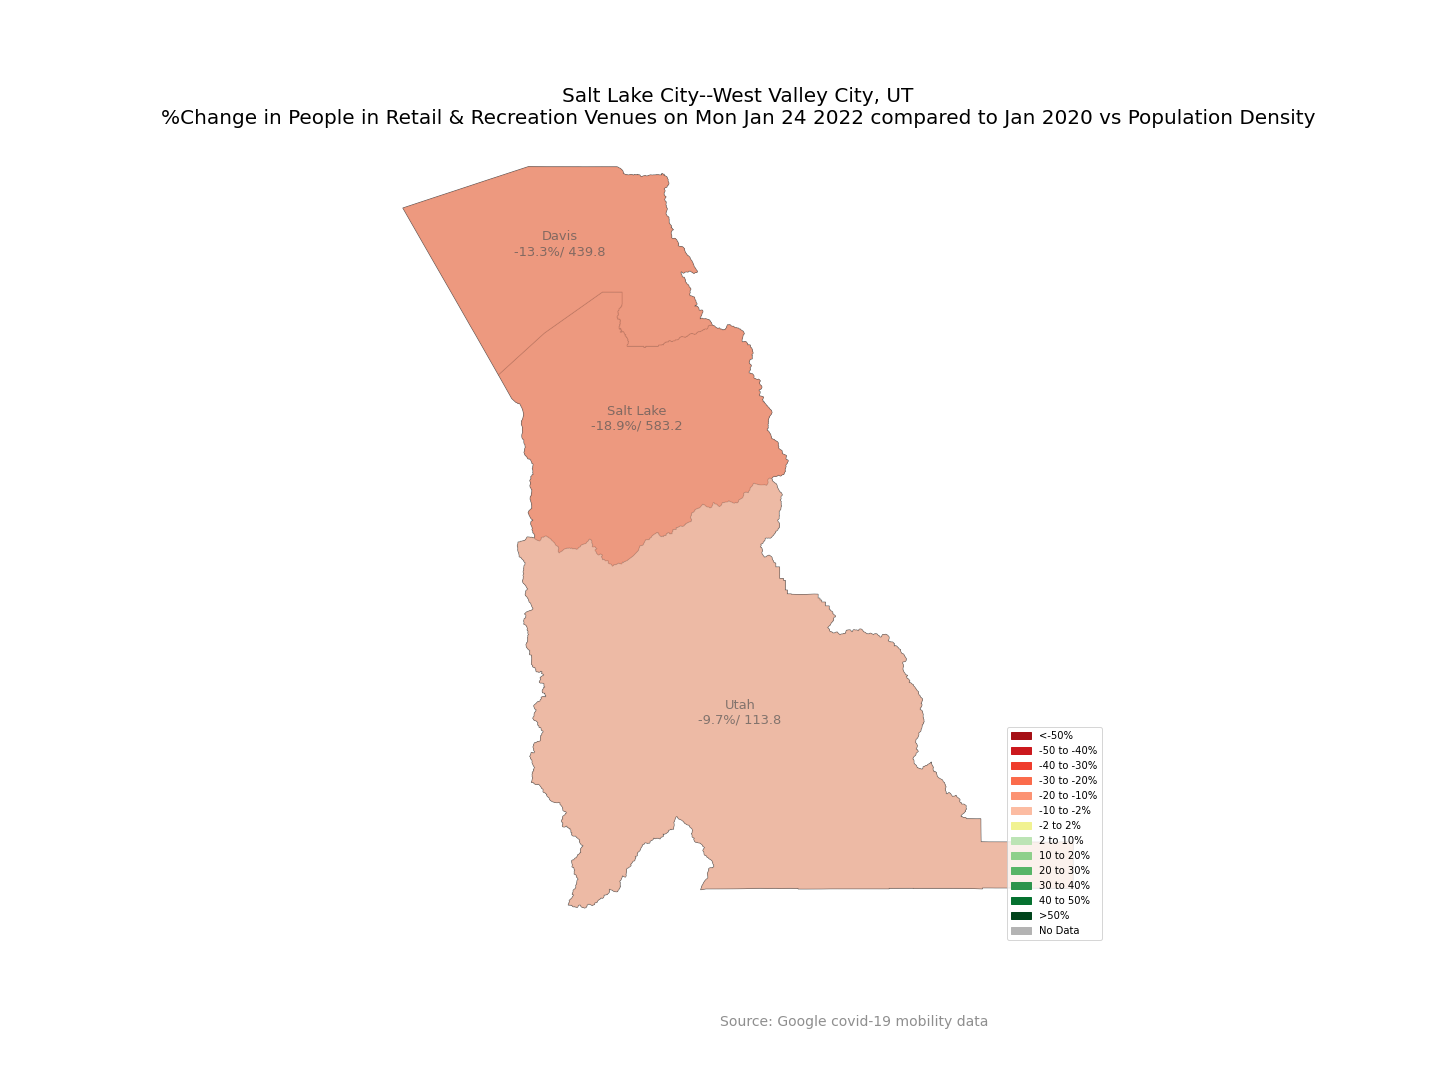 Salt Lake City--West Valley City, UT
%Change in People in Retail & Recreation Venues on Mon Jan 24 2022 compared to Jan 2020 vs Population Density
Davis
-13.3%/ 439.8
Salt Lake
-18.9%/ 583.2
Utah
-9.7%/ 113.8
<-50%
-50 to -40%
-40 to -30%
-30 to -20%
-20 to -10%
-10 to -2%
-2 to 2%
2 to 10%
10 to 20%
20 to 30%
30 to 40%
40 to 50%
>50%
No Data
Source: Google covid-19 mobility data